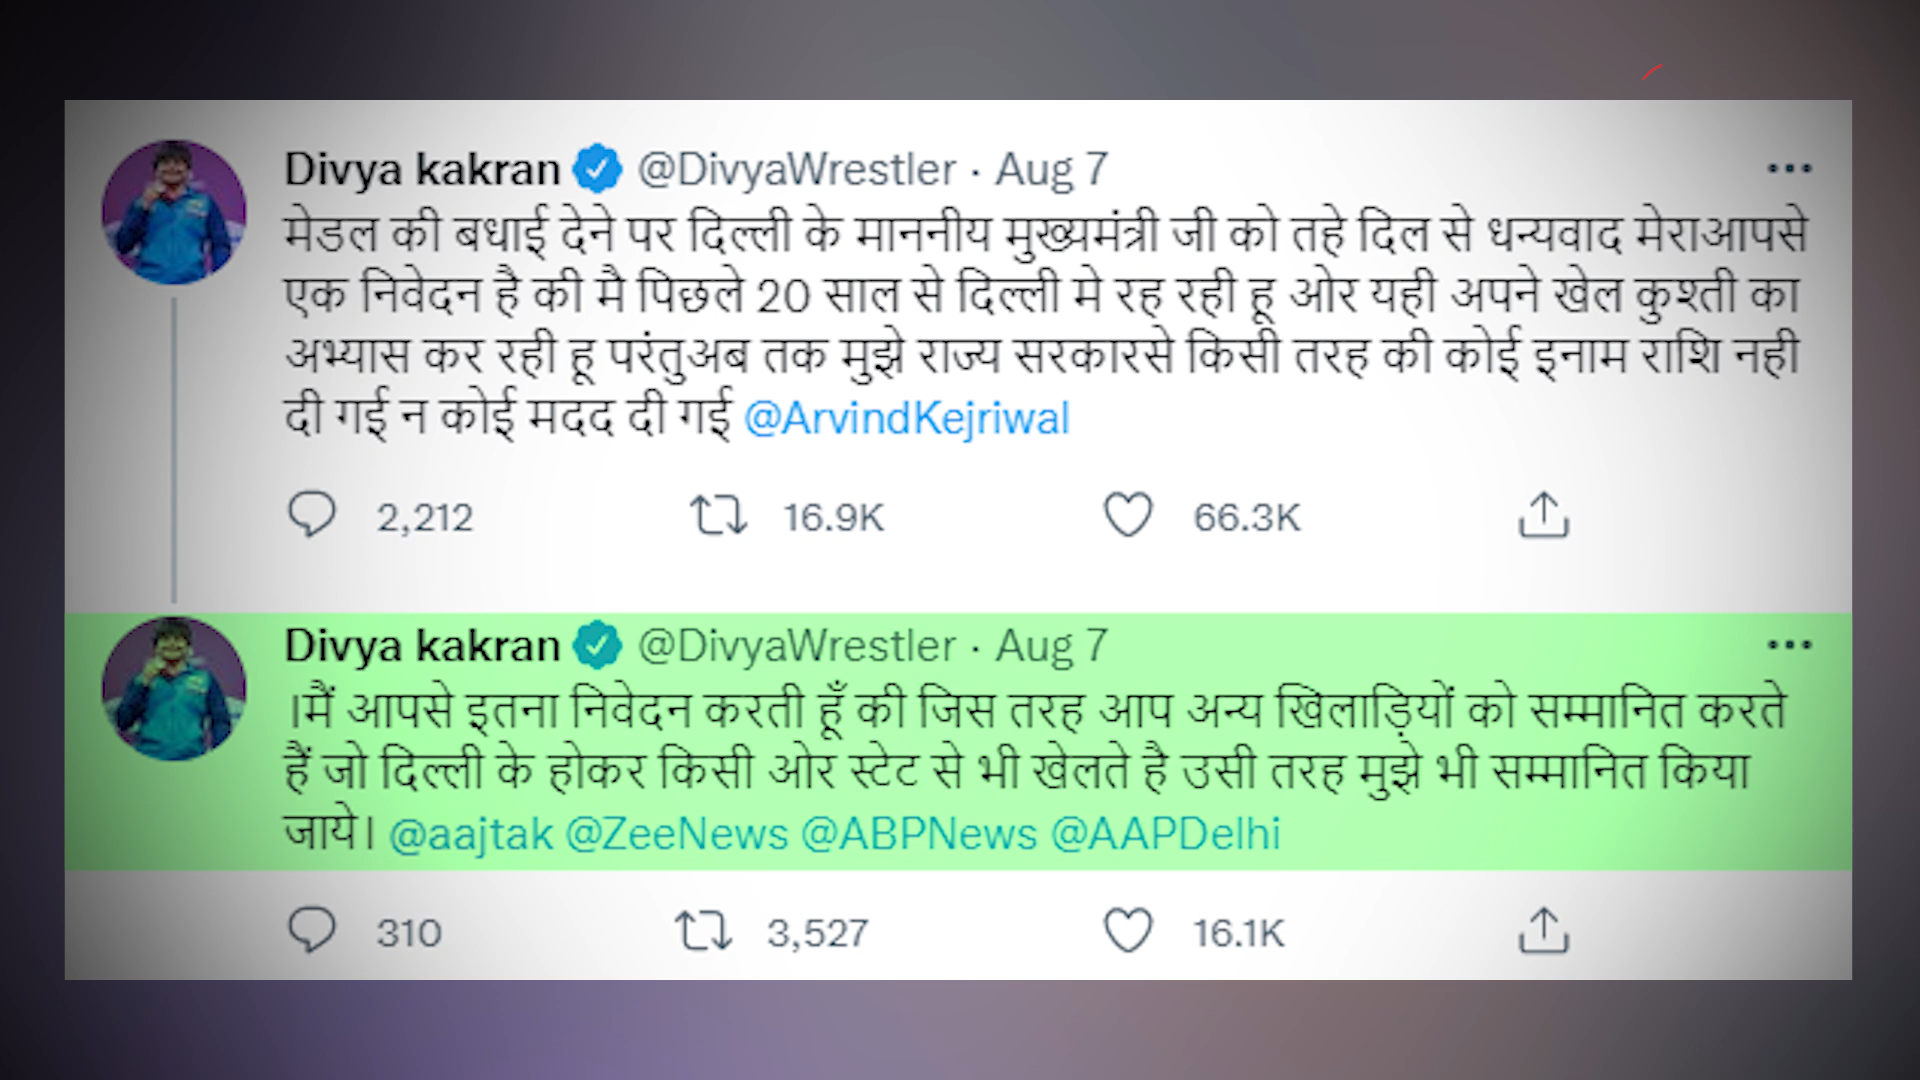 Divya kakran @DivyaWrestler · Aug 7
मेडल की बधाई देने पर दिल्ली के माननीय मुख्यमंत्री जी को तहे दिल से धन्यवाद मेराआपसे
एक निवेदन है की मै पिछले 20 साल से दिल्ली मे रह रही हू ओर यही अपने खेल कुश्ती का
अभ्यास कर रही हू परंतुअब तक मुझे राज्य सरकारसे किसी तरह की कोई इनाम राशि नही
दी गई न कोई मदद दी गई @ArvindKejriwal
2,212 16.9K 66.3K
Divya kakran @DivyaWrestler · Aug 7
।मैं आपसे इतना निवेदन करती हूँ की जिस तरह आप अन्य खिलाड़ियों को सम्मानित करते
हैं जो दिल्ली के होकर किसी ओर स्टेट से भी खेलते है उसी तरह मुझे भी सम्मानित किया
जाये। @aajtak @ZeeNews @ABPNews @AAPDelhi
310 3,527 16.1K